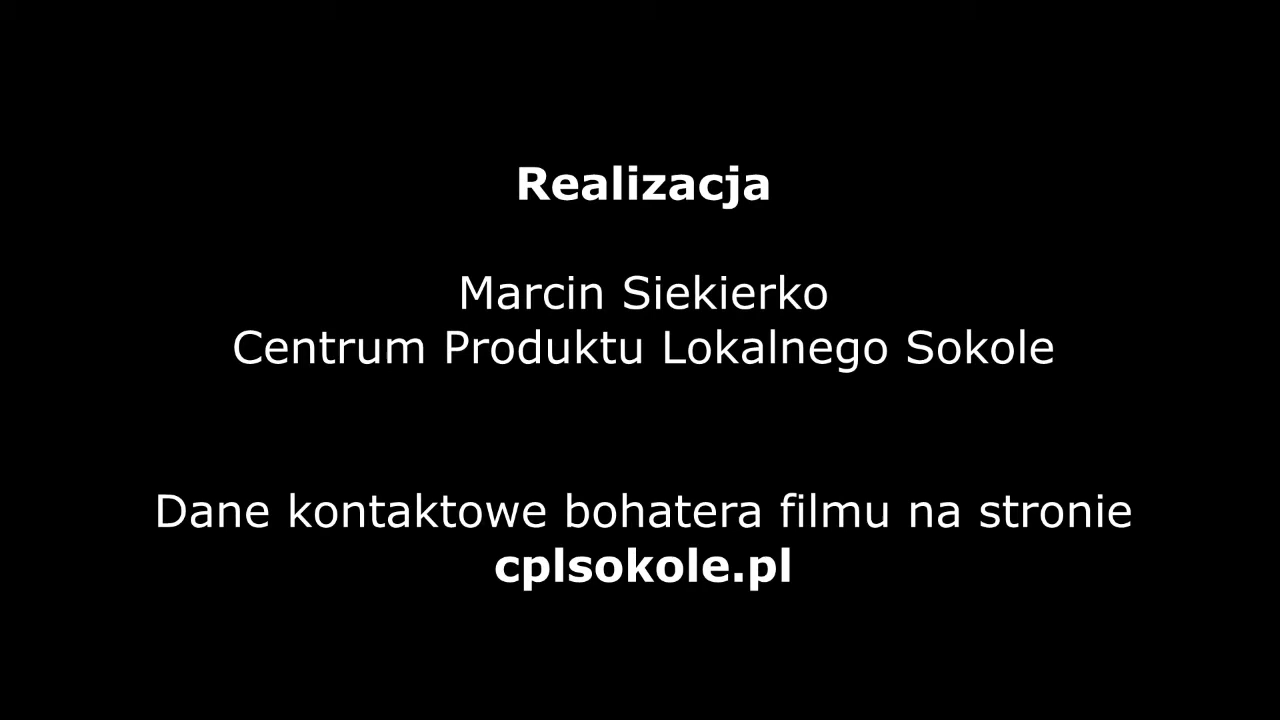 Realizacja
Marcin Siekierko
Centrum Produktu Lokalnego Sokole
Dane kontaktowe bohatera filmu na stronie
cplsokole.pl